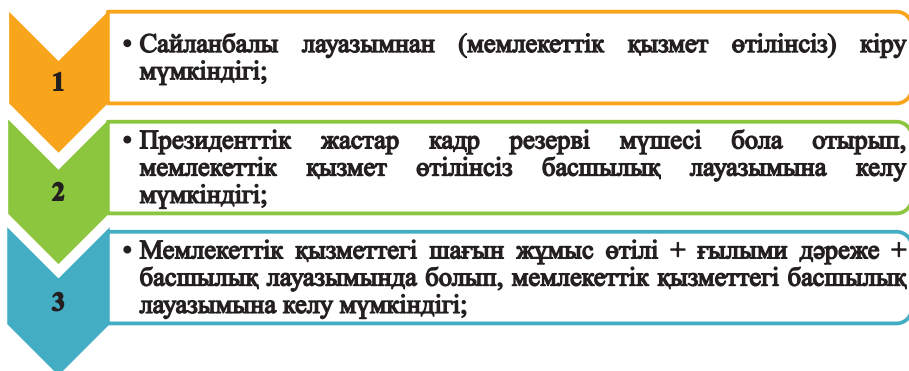 1
• Сайланбалы лауазымнан (мемлекеттік қызмет өтілінсіз) кіру
мүмкіндігі;
2
• Президенттік жастар кадр резерві мүшесі бола отырып,
мемлекеттік қызмет өтілінсіз басшылық лауазымына келу
мүмкіндігі;
3
• Мемлекеттік қызметтегі шағын жұмыс өтілі + ғылыми дәреже +
басшылық лауазымында болып, мемлекеттік қызметтегі басшылық
лауазымына келу мүмкіндігі;